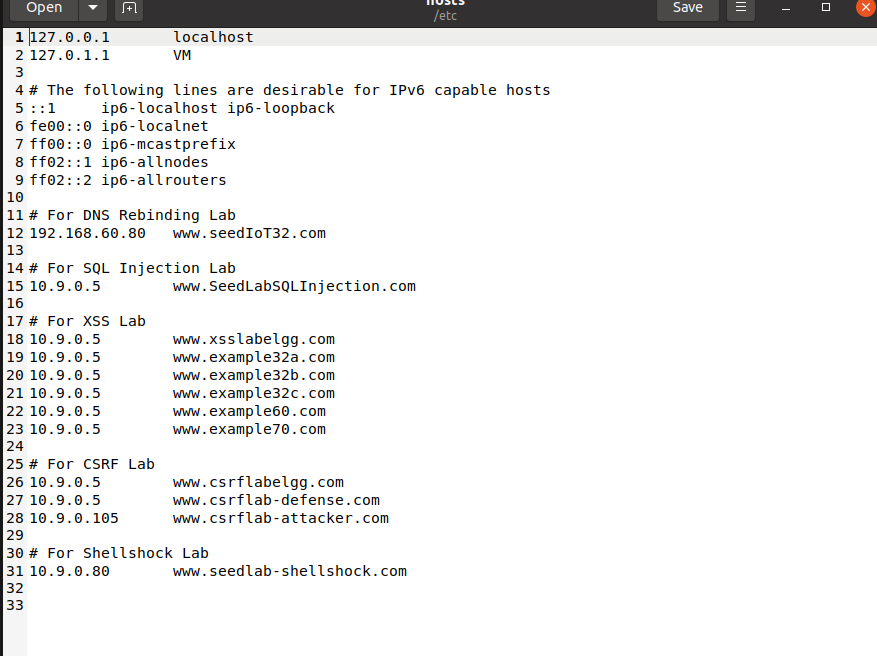 Open
hosts
/etc
Save
1 127.0.0.1 localhost
2 127.0.1.1 VM
3
4 # The following lines are desirable for IPv6 capable hosts
5 ::1 ip6-localhost ip6-loopback
6 fe00::0 ip6-localnet
7 ff00::0 ip6-mcastprefix
8 ff02::1 ip6-allnodes
9 ff02::2 ip6-allrouters
10
11 # For DNS Rebinding Lab
12 192.168.60.80 www.seedIoT32.com
13
14 # For SQL Injection Lab
15 10.9.0.5 www.SeedLabSQLInjection.com
16
17 # For XSS Lab
18 10.9.0.5 www.xsslabelgg.com
19 10.9.0.5 www.example32a.com
20 10.9.0.5 www.example32b.com
21 10.9.0.5 www.example32c.com
22 10.9.0.5 www.example60.com
23 10.9.0.5 www.example70.com
24
25 # For CSRF Lab
26 10.9.0.5 www.csrflabelgg.com
27 10.9.0.5 www.csrflab-defense.com
28 10.9.0.105 www.csrflab-attacker.com
29
30 # For Shellshock Lab
31 10.9.0.80 www.seedlab-shellshock.com
32
33